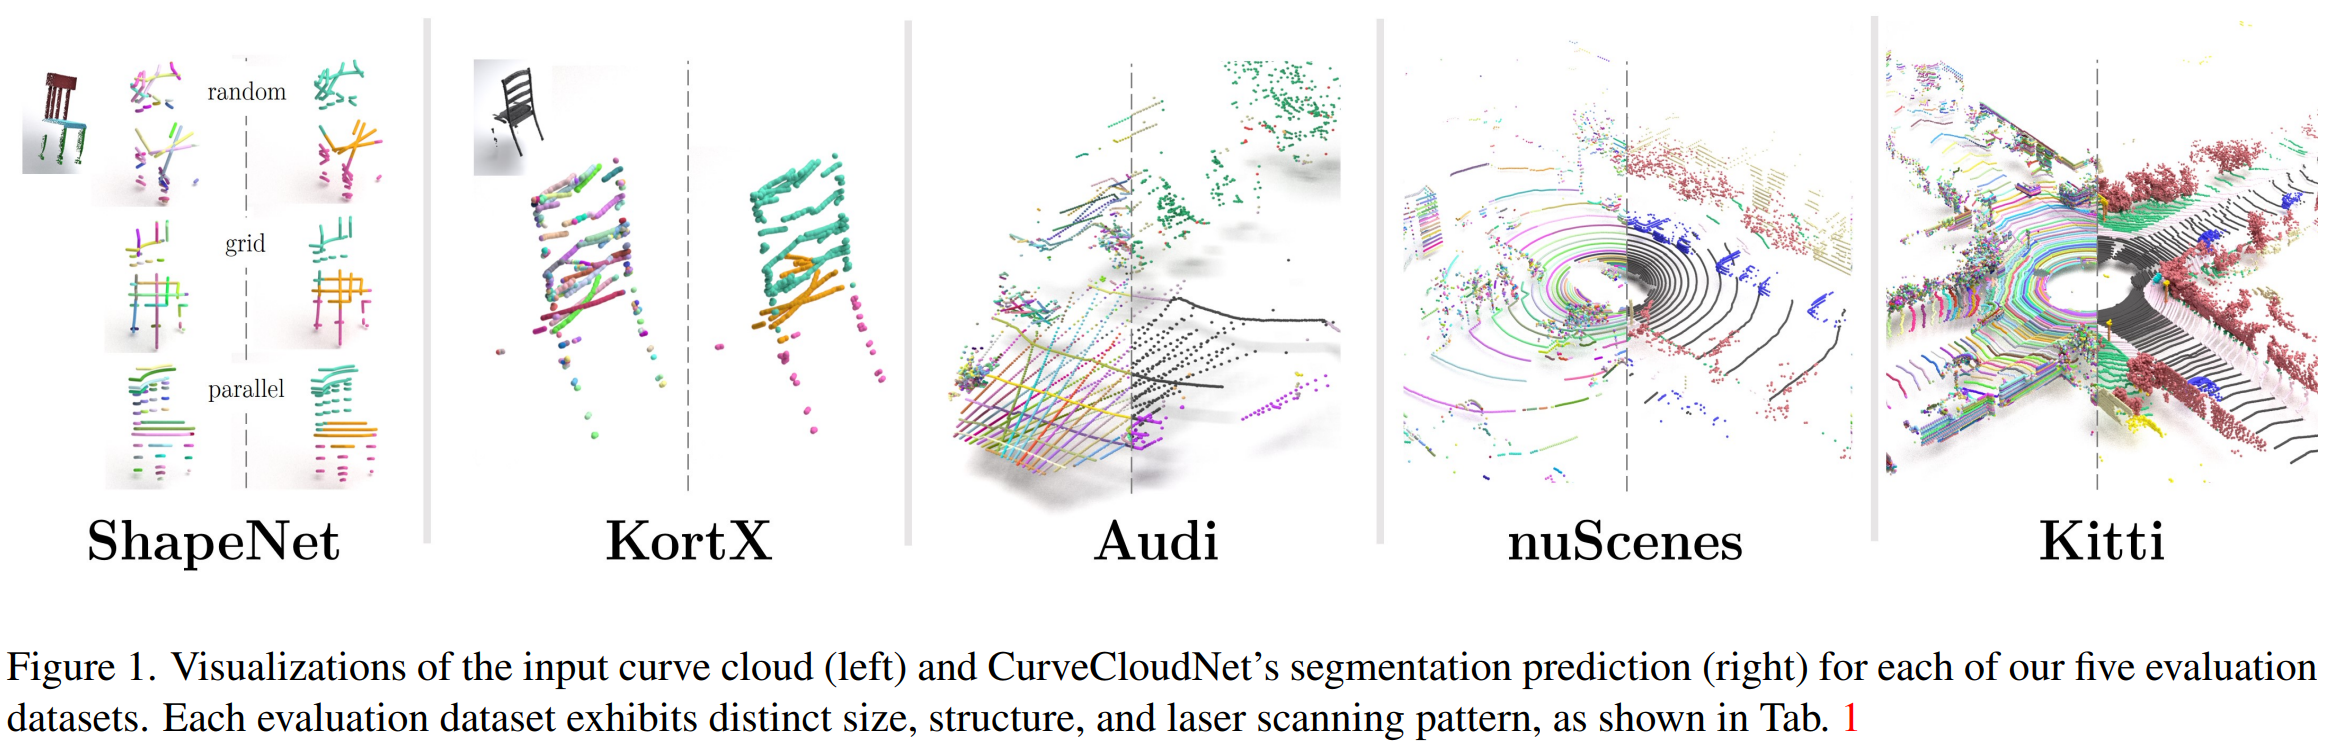 random
grid
parallel
ShapeNet
KortX
Audi
nuScenes
Kitti
Figure 1. Visualizations of the input curve cloud (left) and CurveCloudNet’s segmentation prediction (right) for each of our five evaluation
datasets. Each evaluation dataset exhibits distinct size, structure, and laser scanning pattern, as shown in Tab. 1